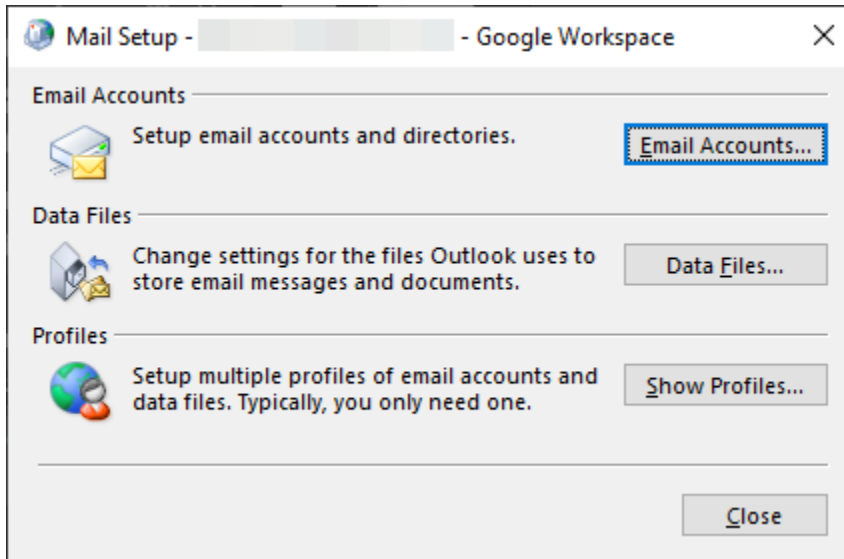 Mail Setup - - Google Workspace
Email Accounts
Setup email accounts and directories.
Email Accounts...
Data Files
Change settings for the files Outlook uses to
store email messages and documents.
Data Files...
Profiles
Setup multiple profiles of email accounts and
data files. Typically, you only need one.
Show Profiles...
Close